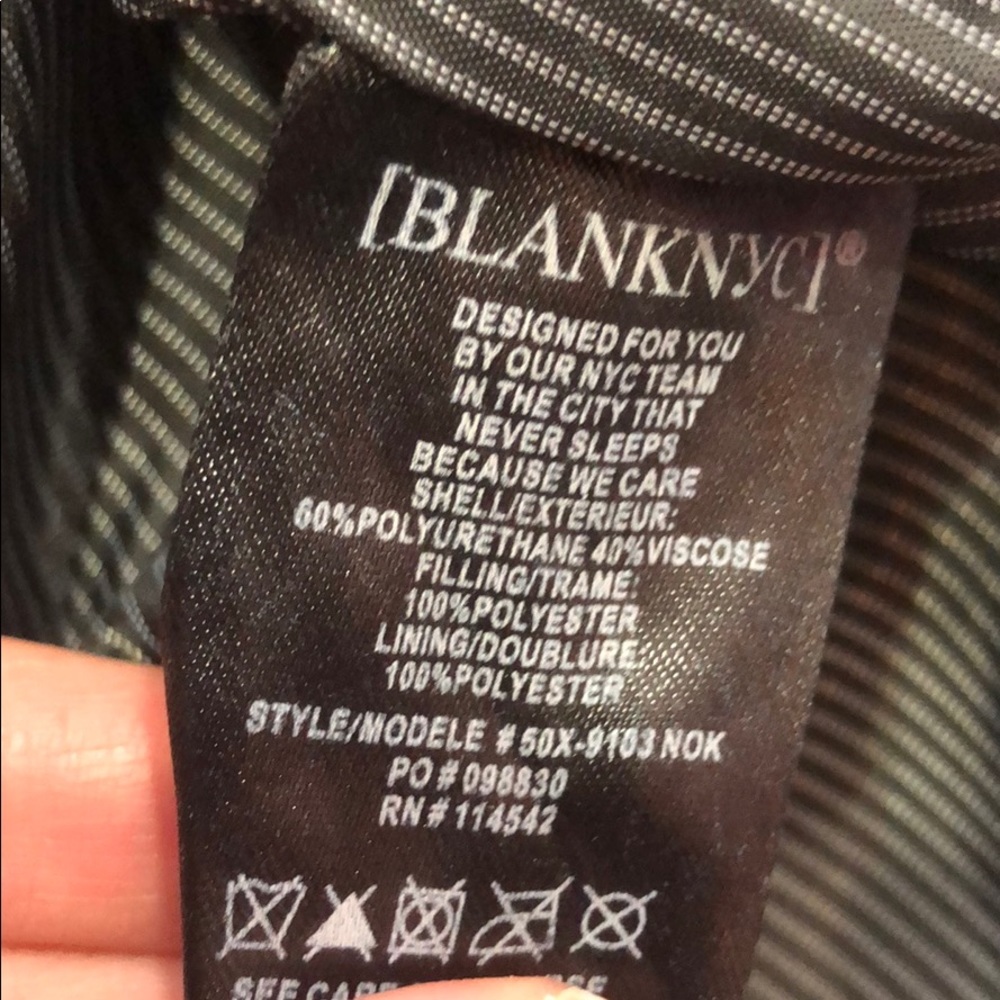 [BLANKNYC]®
DESIGNED FOR YOU
BY OUR NYC TEAM
IN THE CITY THAT
NEVER SLEEPS
BECAUSE WE CARE
SHELL/EXTÉRIEUR:
60%POLYURETHANE 40%VISCOSE
FILLING/TRAME:
100%POLYESTER
LINING/DOUBLURE:
100%POLYESTER
STYLE/MODELE #50X-9103 NOK
PO # 098830
RN # 114542
SEE